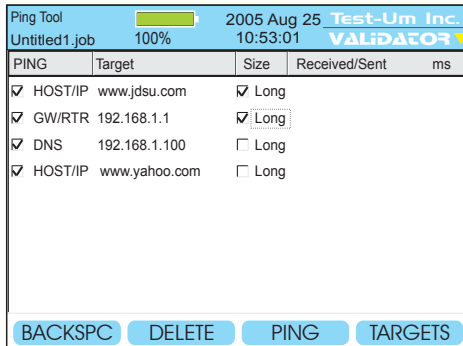 Ping Tool 2005 Aug 25 Test-Um Inc.
Untitled1.job 100% 10:53:01 VALiDATOR
PING Target Size Received/Sent ms
HOST/IP www.jdsu.com Long
GW/RTR 192.168.1.1 Long
DNS 192.168.1.100 Long
HOST/IP www.yahoo.com Long
BACKSPC DELETE PING TARGETS